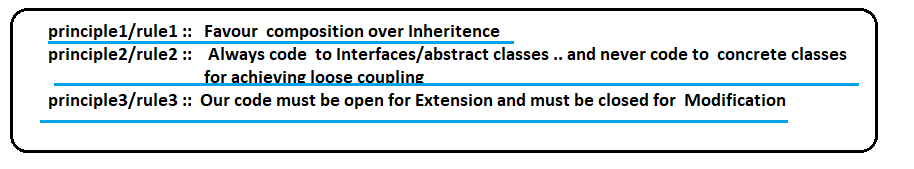 principle1/rule1 :: Favour composition over Inheritence
principle2/rule2 :: Always code to Interfaces/abstract classes .. and never code to concrete classes
for achieving loose coupling
principle3/rule3 :: Our code must be open for Extension and must be closed for Modification